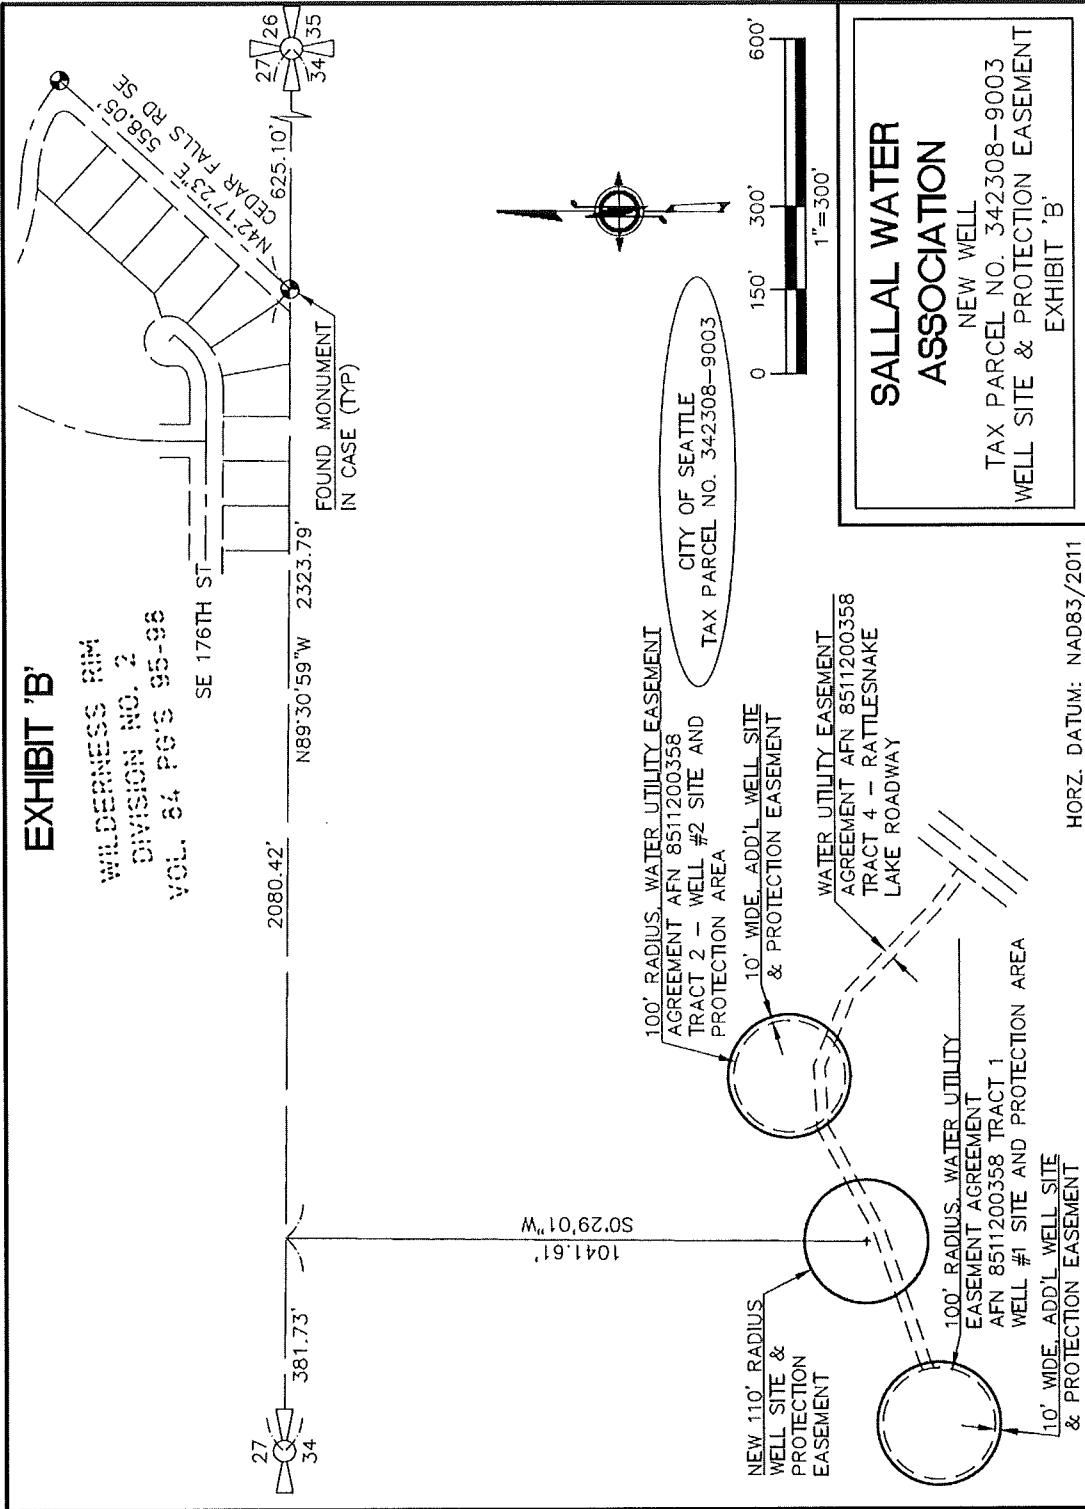 EXHIBIT 'B'
WILDERNESS RIM
DIVISION NO. 2
VOL. 84 PG'S 95-98
SE 176TH ST
N42°17'23"E
558.05'
CEDAR FALLS RD SE
27
26
34
35
625.10'
FOUND MONUMENT
IN CASE (TYP)
N89°30'59"W 2323.79'
2080.42'
381.73'
27
34
1041.61'
S0°29'01"W
100' RADIUS, WATER UTILITY EASEMENT
AGREEMENT AFN 8511200358
TRACT 2 - WELL #2 SITE AND
PROTECTION AREA
10' WIDE, ADD'L WELL SITE
& PROTECTION EASEMENT
CITY OF SEATTLE
TAX PARCEL NO. 342308-9003
WATER UTILITY EASEMENT
AGREEMENT AFN 8511200358
TRACT 4 - RATTLESNAKE
LAKE ROADWAY
NEW 110' RADIUS
WELL SITE &
PROTECTION
EASEMENT
100' RADIUS, WATER UTILITY
EASEMENT AGREEMENT
AFN 8511200358 TRACT 1
WELL #1 SITE AND PROTECTION AREA
10' WIDE, ADD'L WELL SITE
& PROTECTION EASEMENT
0 150' 300' 600'
1"=300'
HORZ. DATUM: NAD83/2011
SALLAL WATER
ASSOCIATION
NEW WELL
TAX PARCEL NO. 342308-9003
WELL SITE & PROTECTION EASEMENT
EXHIBIT 'B'